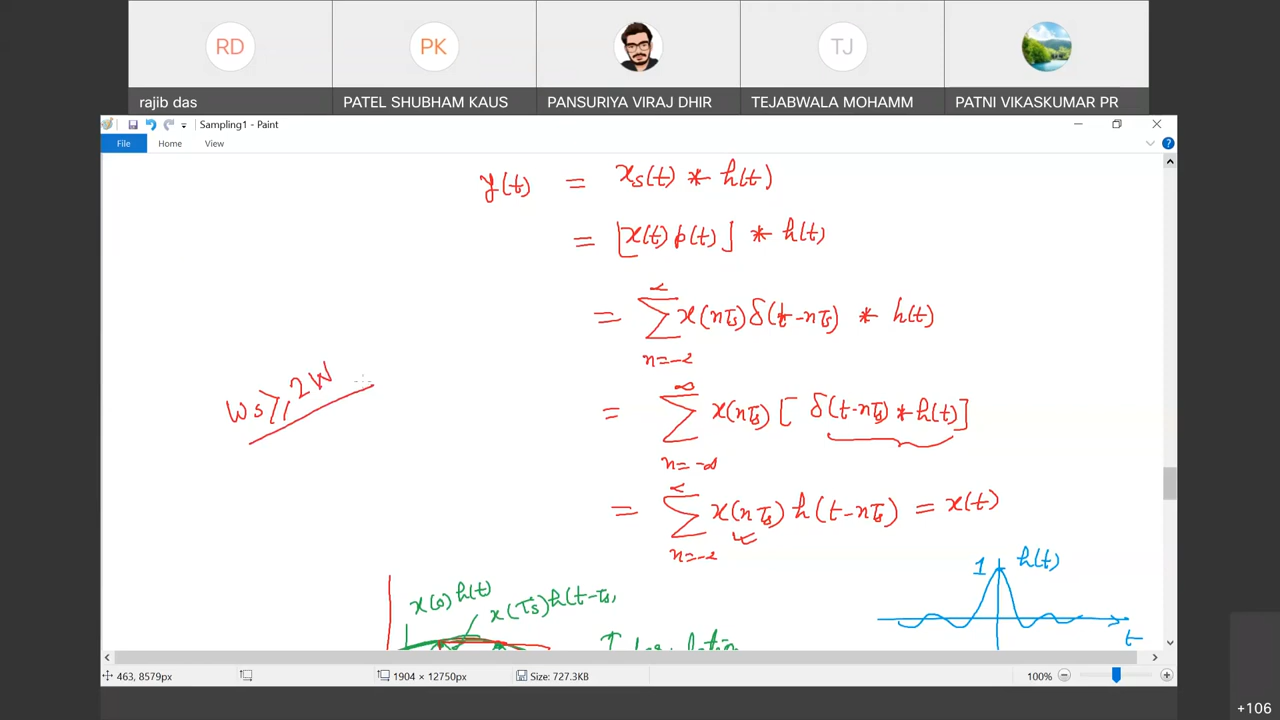 RD
PK
TJ
rajib das
PATEL SHUBHAM KAUS
PANSURIYA VIRAJ DHIR
TEJABWALA MOHAMM
PATNI VIKASKUMAR PR
Sampling1 - Paint
File
Home
View
y(t) = xs(t) * h(t)
= [x(t) p(t)] * h(t)
= ∑ n=-∞ ∞ x(nTs) δ(t-nTs) * h(t)
ws ≥ 2W
= ∑ n=-∞ ∞ x(nTs) [ δ(t-nTs) * h(t) ]
= ∑ n=-∞ ∞ x(nTs) h(t-nTs) = x(t)
1 h(t)
x(0) h(t)
x(Ts) h(t-Ts,
t
463, 8579px
1904 × 12750px
Size: 727.3KB
100%
+106